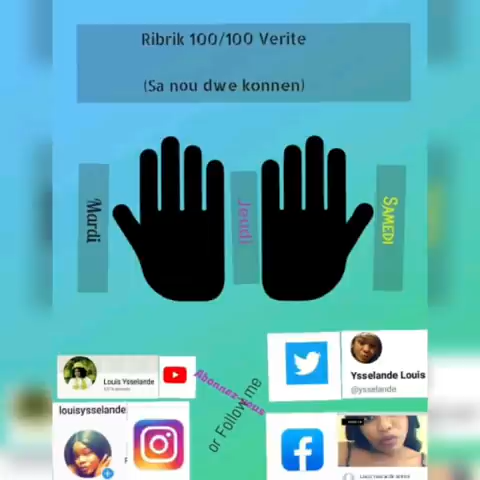 Ribrik 100/100 Verite
(Sa nou dwe konnen)
Mardi
Jeudi
SAMEDI
Louis Ysselande
Abonnez-vous
or Follow me
Ysselande Louis
@ysselande
louisysselande